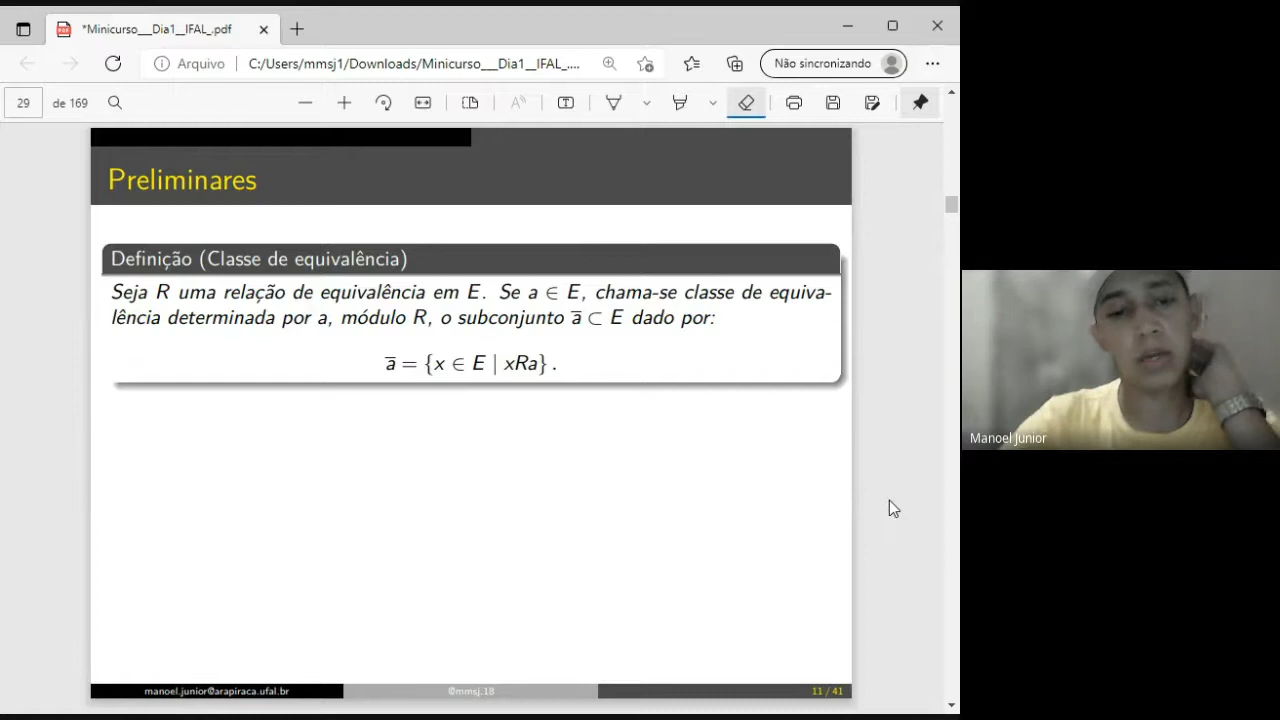 *Minicurso__Dia1__IFAL_.pdf
Arquivo
C:/Users/mmsj1/Downloads/Minicurso__Dia1__IFAL_....
Não sincronizando
29 de 169
Preliminares
Definição (Classe de equivalência)
Seja R uma relação de equivalência em E. Se a ∈ E, chama-se classe de equiva-
lência determinada por a, módulo R, o subconjunto a̅ ⊂ E dado por:
a̅ = {x ∈ E | xRa} .
Manoel Junior
manoel.junior@arapiraca.ufal.br
@mmsj.18
11 / 41